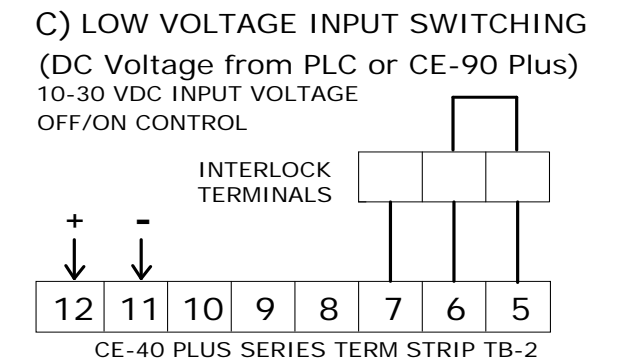 C) LOW VOLTAGE INPUT SWITCHING
(DC Voltage from PLC or CE-90 Plus)
10-30 VDC INPUT VOLTAGE
OFF/ON CONTROL
INTERLOCK
TERMINALS
+ -
12 11 10 9 8 7 6 5
CE-40 PLUS SERIES TERM STRIP TB-2